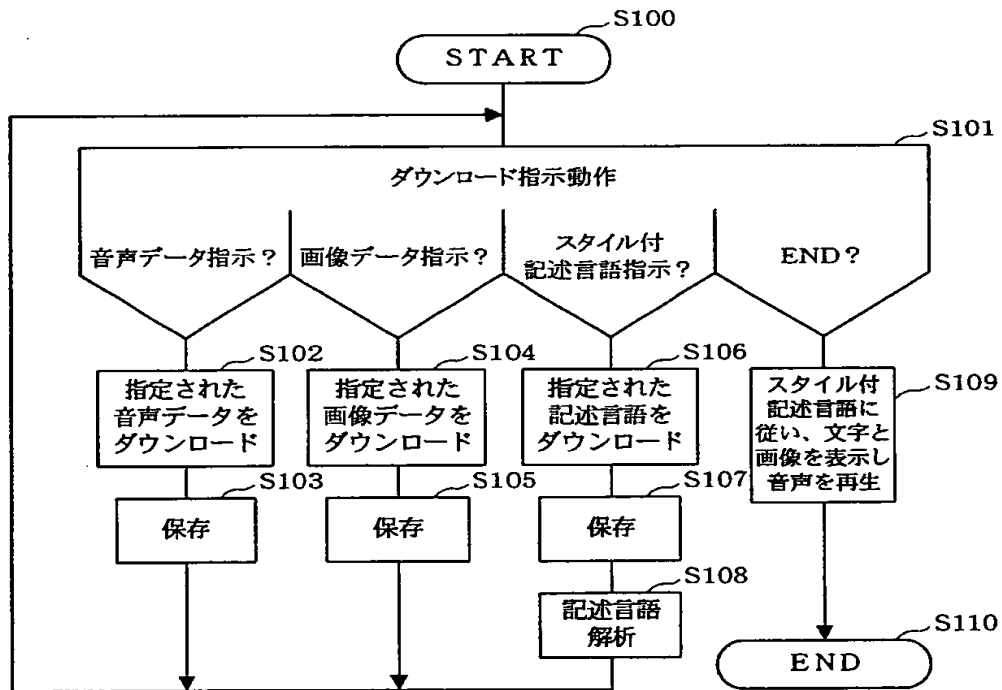 S100
START
S101
ダウンロード指示動作
音声データ指示?
画像データ指示?
スタイル付
記述言語指示?
END?
S102
指定された
音声データを
ダウンロード
S104
指定された
画像データを
ダウンロード
S106
指定された
記述言語を
ダウンロード
S109
スタイル付
記述言語に
従い、文字と
画像を表示し
音声を再生
S103
保存
S105
保存
S107
保存
S108
記述言語
解析
S110
END